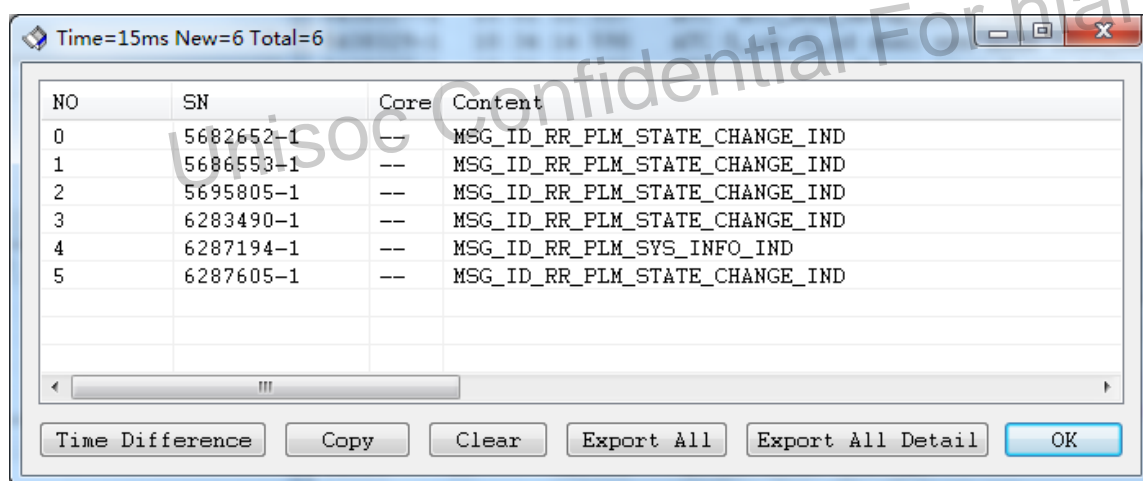 Time=15ms New=6 Total=6
NO SN Core Content
0 5682652-1 -- MSG_ID_RR_PLM_STATE_CHANGE_IND
1 5686553-1 -- MSG_ID_RR_PLM_STATE_CHANGE_IND
2 5695805-1 -- MSG_ID_RR_PLM_STATE_CHANGE_IND
3 6283490-1 -- MSG_ID_RR_PLM_STATE_CHANGE_IND
4 6287194-1 -- MSG_ID_RR_PLM_SYS_INFO_IND
5 6287605-1 -- MSG_ID_RR_PLM_STATE_CHANGE_IND
Time Difference Copy Clear Export All Export All Detail OK
Unisoc Confidential For hiar